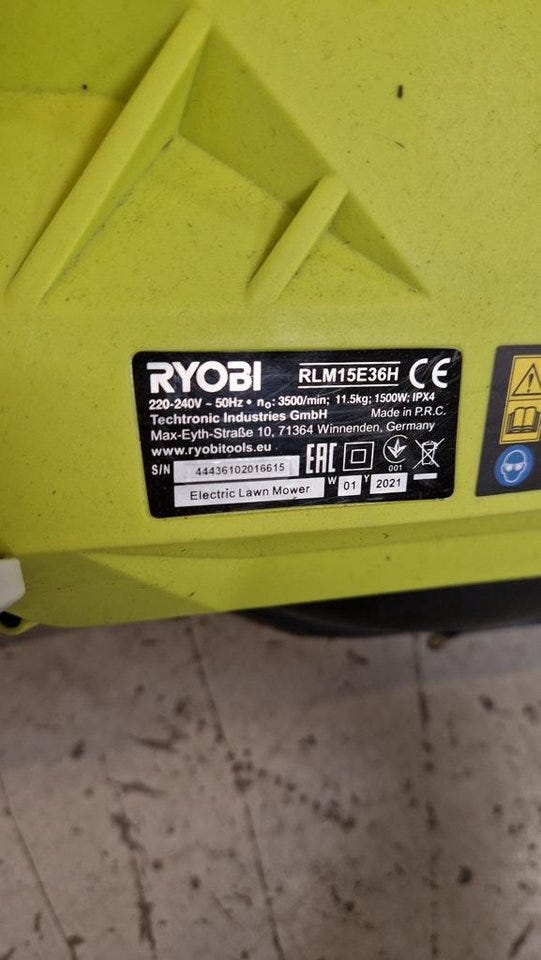 RYOBI RLM15E36H CE
220-240V ~ 50Hz • n₀: 3500/min; 11.5kg; 1500W; IPX4
Techtronic Industries GmbH Made in P.R.C.
Max-Eyth-Straße 10, 71364 Winnenden, Germany
www.ryobitools.eu
S/N 44436102016615 EAC 001
Electric Lawn Mower W 01 Y 2021